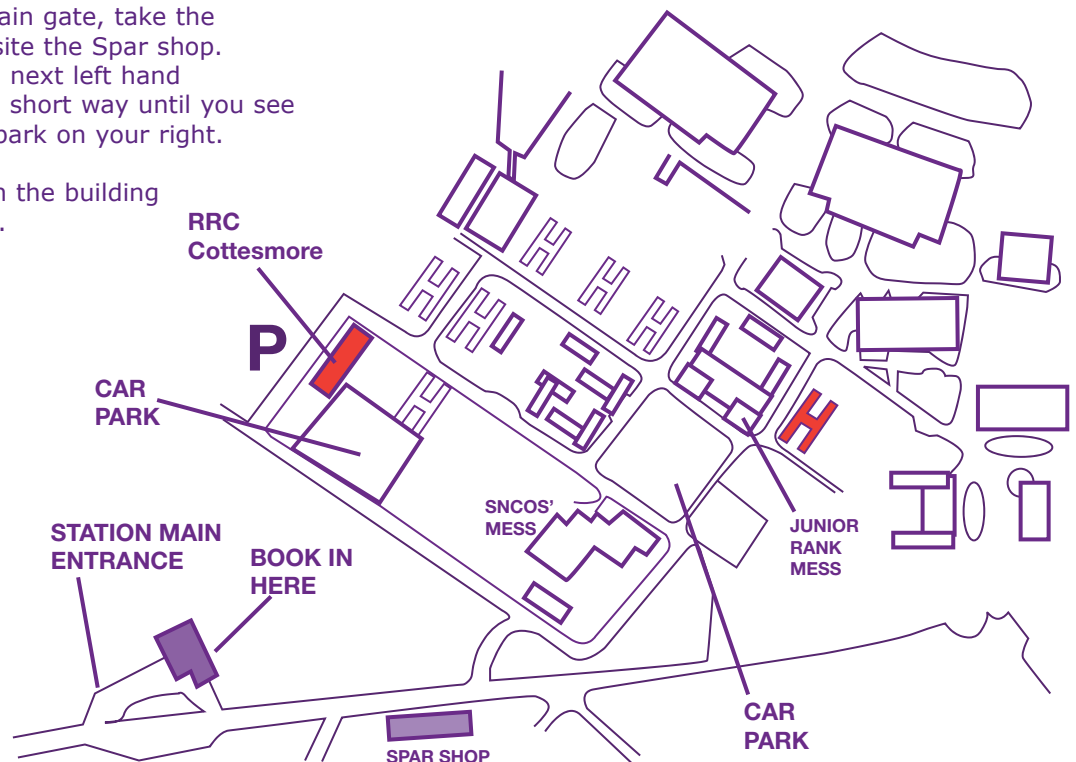 ain gate, take the
site the Spar shop.
next left hand
short way until you see
park on your right.
the building
.
RRC
Cottesmore
P
CAR
PARK
SNCOS’
MESS
JUNIOR
RANK
MESS
STATION MAIN
ENTRANCE
BOOK IN
HERE
CAR
PARK
SPAR SHOP